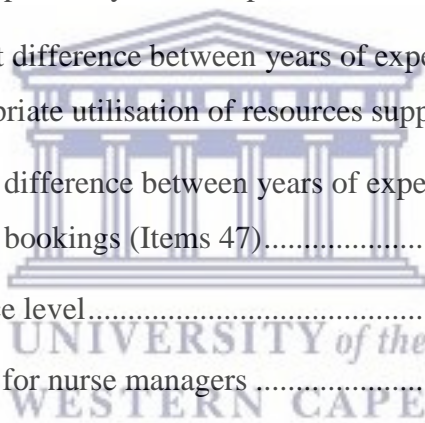 t difference between years of expe
priate utilisation of resources supp
difference between years of expe
bookings (Items 47)....................
ce level.................................
UNIVERSITY of the
for nurse managers ....................
WESTERN CAPE